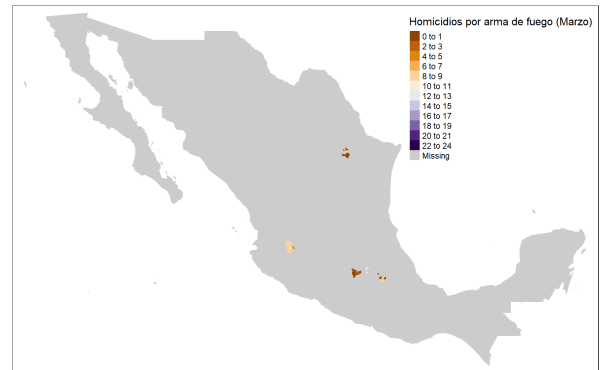 Homicidios por arma de fuego (Marzo)
0 to 1
2 to 3
4 to 5
6 to 7
8 to 9
10 to 11
12 to 13
14 to 15
16 to 17
18 to 19
20 to 21
22 to 24
Missing